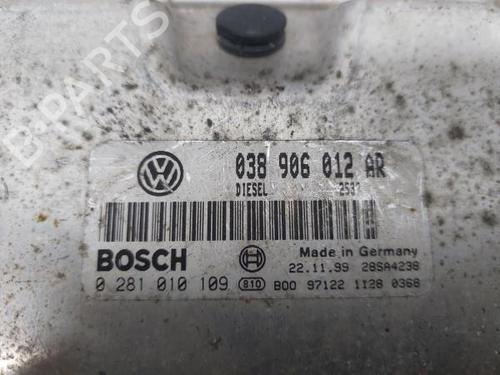 038 906 012 AR
DIESEL 2537
BOSCH
Made in Germany
22.11.99 28SA4238
0 281 010 109 810 B00 97122 1128 0368